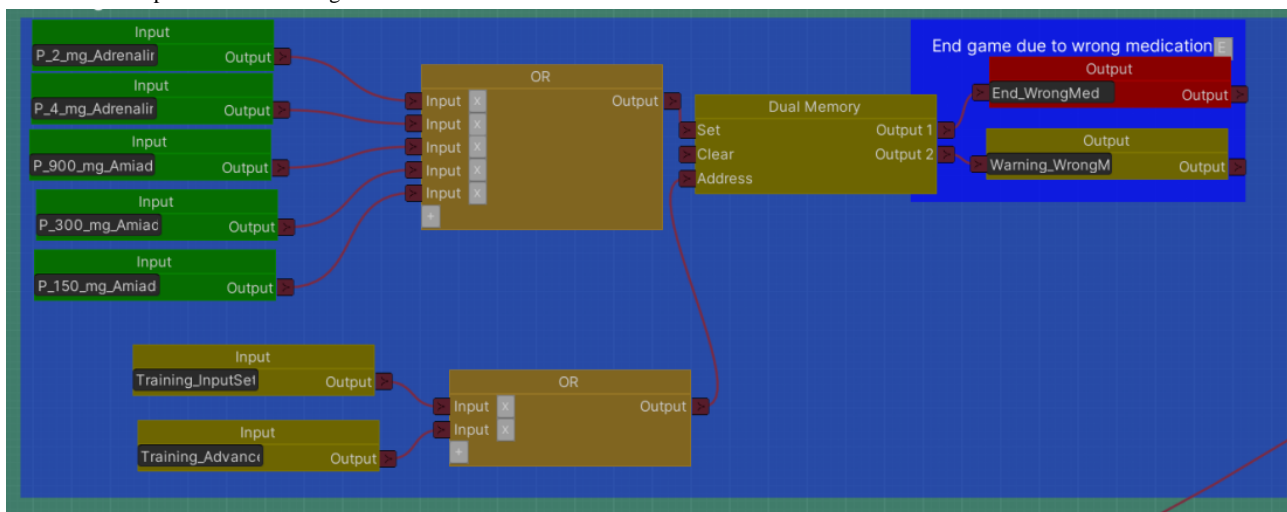 Input
P_2_mg_Adrenalir
Output
Input
P_4_mg_Adrenalir
Output
Input
P_900_mg_Amiad
Output
Input
P_300_mg_Amiac
Output
Input
P_150_mg_Amiad
Output
OR
Input X
Output
Input X
Input X
Input X
Input X
+
Dual Memory
Set
Output 1
Clear
Output 2
Address
End game due to wrong medication E
Output
End_WrongMed
Output
Output
Warning_WrongM
Output
Input
Training_InputSet
Output
Input
Training_Advance
Output
OR
Input X
Output
Input X
+